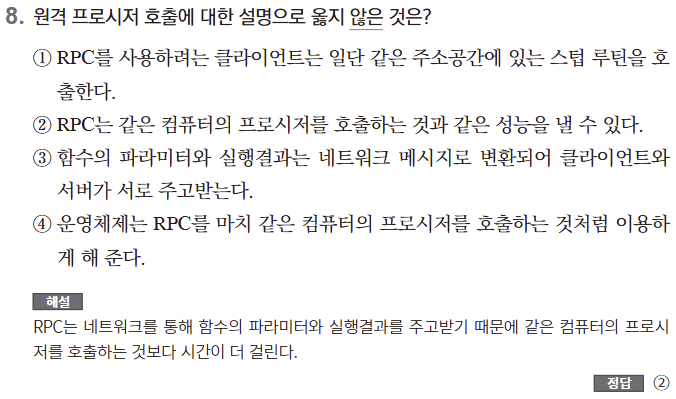 8. 원격 프로시저 호출에 대한 설명으로 옳지 않은 것은?
① RPC를 사용하려는 클라이언트는 일단 같은 주소공간에 있는 스텁 루틴을 호
출한다.
② RPC는 같은 컴퓨터의 프로시저를 호출하는 것과 같은 성능을 낼 수 있다.
③ 함수의 파라미터와 실행결과는 네트워크 메시지로 변환되어 클라이언트와
서버가 서로 주고받는다.
④ 운영체제는 RPC를 마치 같은 컴퓨터의 프로시저를 호출하는 것처럼 이용하
게 해 준다.
해설
RPC는 네트워크를 통해 함수의 파라미터와 실행결과를 주고받기 때문에 같은 컴퓨터의 프로시
저를 호출하는 것보다 시간이 더 걸린다.
정답 ②